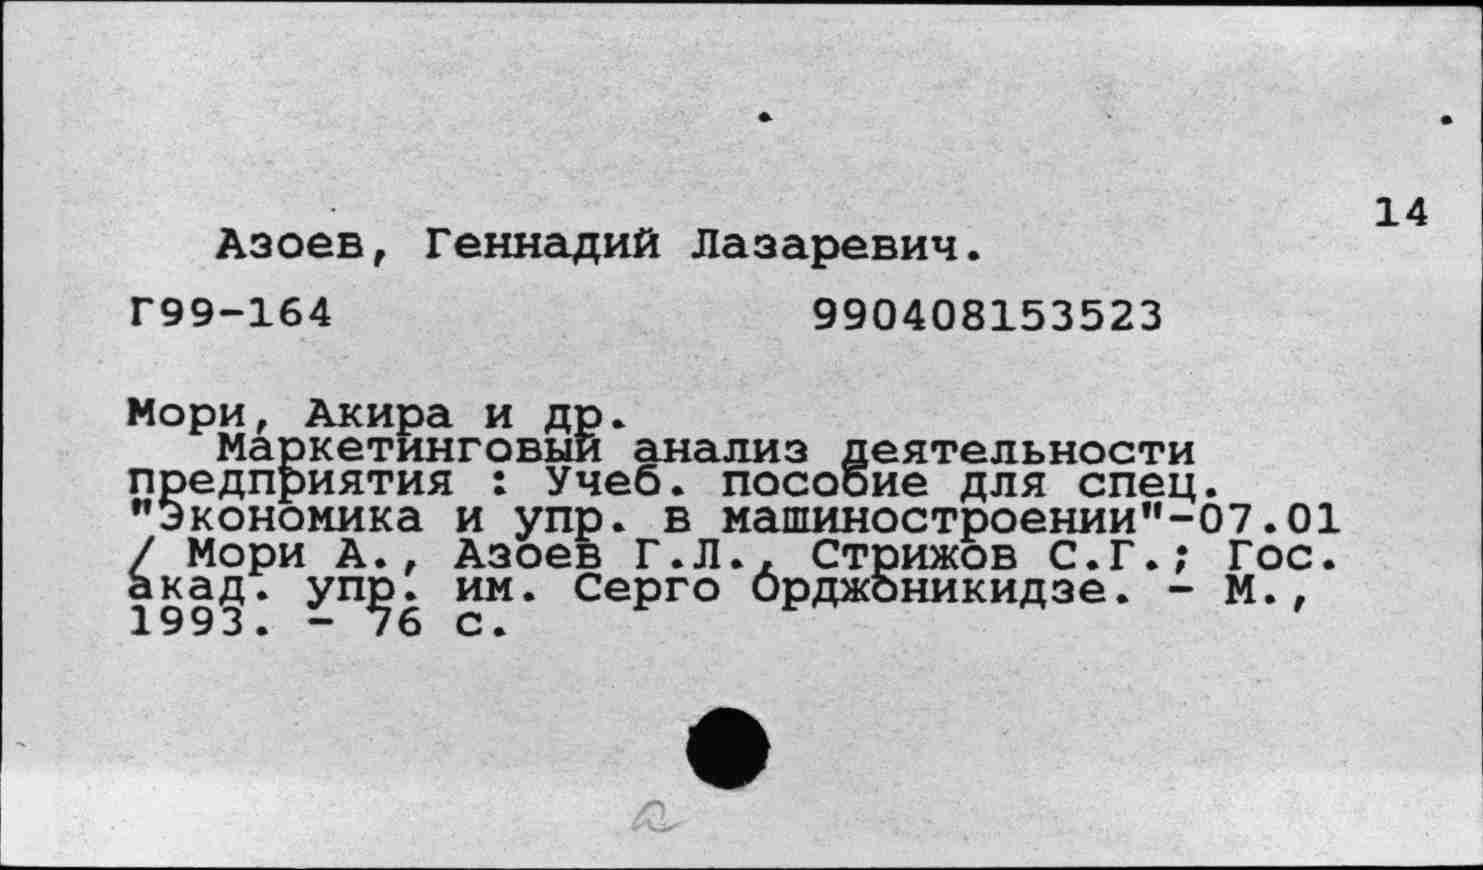 14
Азоев, Геннадий Лазаревич.
Г99-164 990408153523
Мори, Акира и др.
Маркетинговый анализ деятельности
предприятия : Учеб. пособие для спец.
"Экономика и упр. в машиностроении"-07.01
/ Мори А., Азоев Г.Л., Стрижов С.Г.; Гос.
акад. упр. им. Серго Орджоникидзе. - М.,
1993. - 76 с.